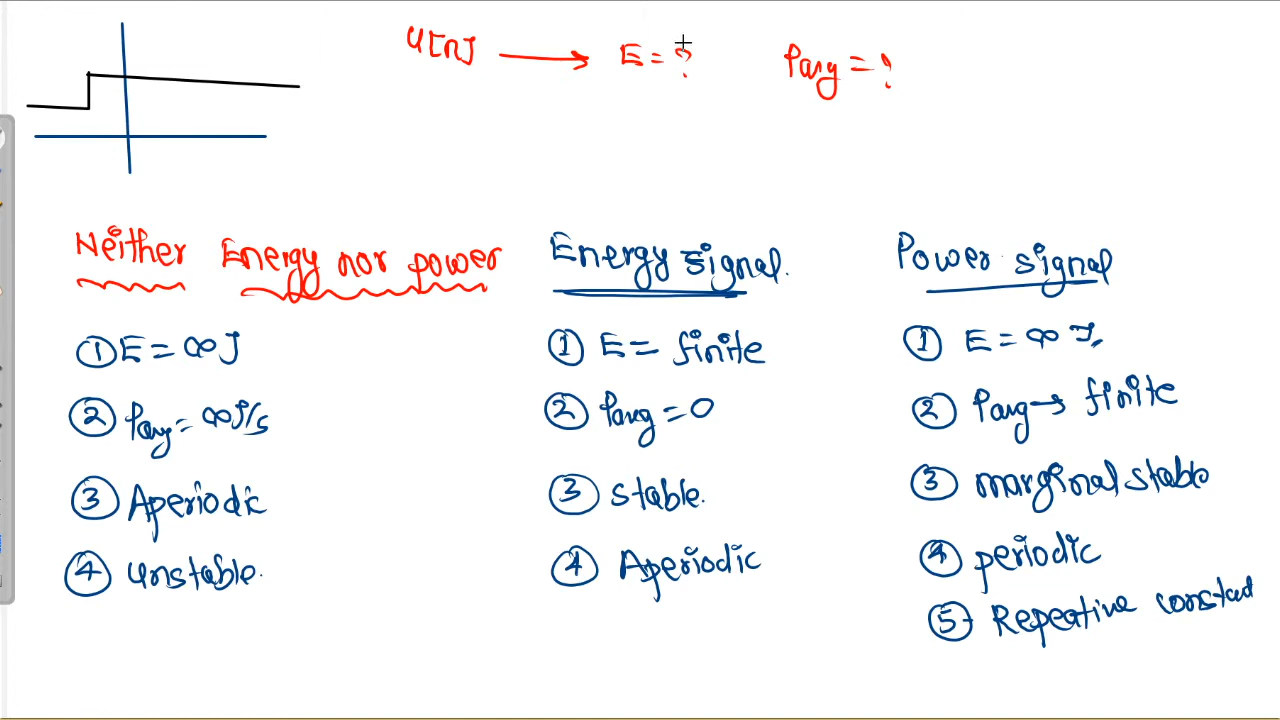 u[n] → E = ? Pavg = ?
Neither Energy nor power
① E = ∞ J
② Pavg = ∞ J/s
③ Aperiodic
④ unstable.
Energy signal.
① E = finite
② Pavg = 0
③ stable.
④ Aperiodic
Power signal
① E = ∞ J.
② Pavg → finite
③ marginal stable
④ periodic
⑤ Repeative constant